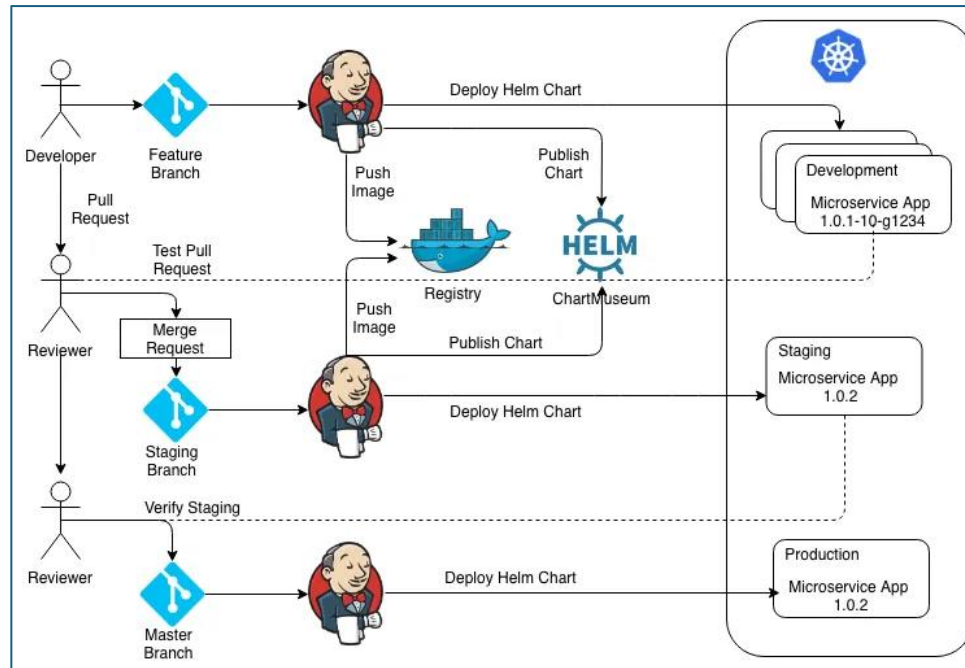 Developer
Feature
Branch
Deploy Helm Chart
Publish
Chart
Push
Image
Development
Microservice App
1.0.1-10-g1234
Pull
Request
Test Pull
Request
HELM
Registry
ChartMuseum
Push
Image
Publish Chart
Merge
Request
Reviewer
Staging
Microservice App
1.0.2
Deploy Helm Chart
Staging
Branch
Verify Staging
Reviewer
Deploy Helm Chart
Production
Microservice App
1.0.2
Master
Branch